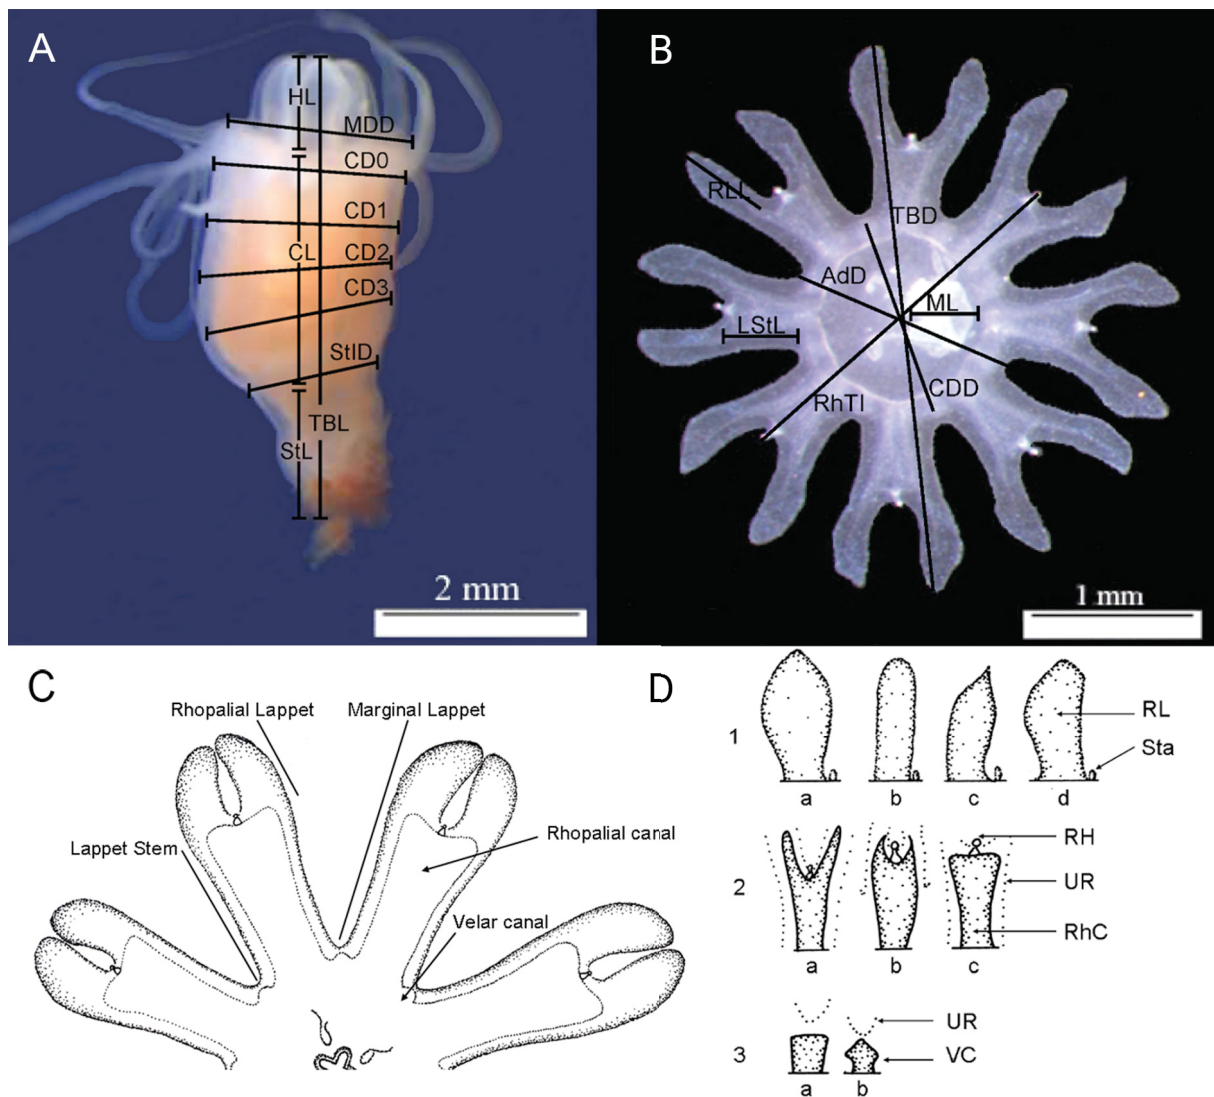 A
HL
MDD
CD0
CD1
CL
CD2
CD3
StID
TBL
StL
2 mm
B
RLL
TBD
AdD
ML
LStL
CDD
RhTI
1 mm
C
Rhopalial Lappet
Marginal Lappet
Lappet Stem
Rhopalial canal
Velar canal
D
1
RL
Sta
a b c d
2
RH
UR
RhC
a b c
3
UR
VC
a b